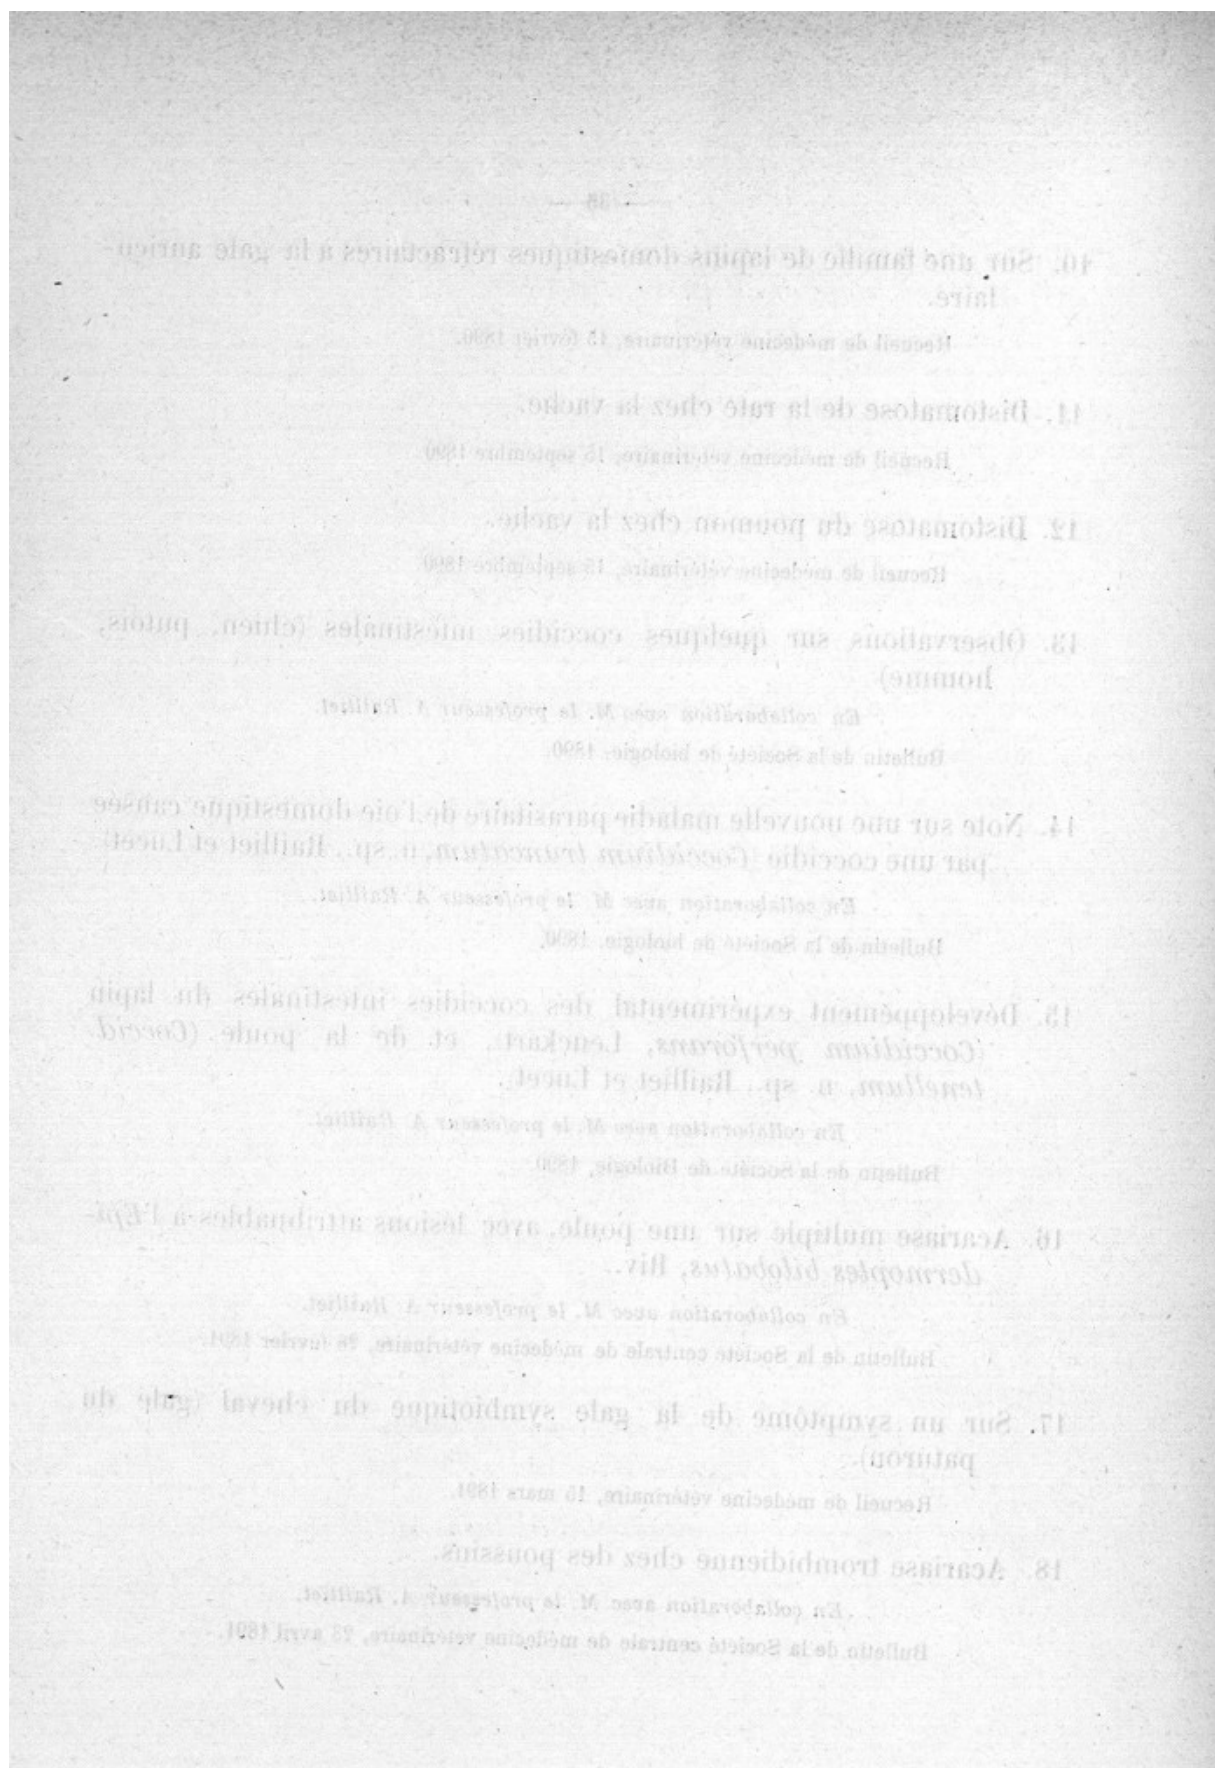 10. Sur une famille de lapins domestiques réfractaires à la gale auricu-
laire.
Recueil de médecine vétérinaire, 15 février 1890.
11. Distomatose de la rate chez la vache.
Recueil de médecine vétérinaire, 15 septembre 1890
12. Distomatose du poumon chez la vache.
Recueil de médecine vétérinaire, 15 septembre 1890
13. Observations sur quelques coccidies intestinales (chien, putois,
homme)
En collaboration avec M. le professeur A. Railliet.
Bulletin de la Société de biologie, 1890.
14. Note sur une nouvelle maladie parasitaire de l'oie domestique causée
par une coccidie (Coccidium truncatum, n. sp., Railliet et Lucet)
En collaboration avec M. le professeur A. Railliet.
Bulletin de la Société de biologie, 1890.
15. Développement expérimental des coccidies intestinales du lapin
(Coccidium perforans, Leuckart), et de la poule (Coccid.
tenellum, n. sp., Railliet et Lucet).
En collaboration avec M. le professeur A. Railliet.
Bulletin de la Société de Biologie, 1890.
16. Acariase multiple sur une poule, avec lésions attribuables à l'Epi-
dermoptes bilobatus, Riv..
En collaboration avec M. le professeur A. Railliet.
Bulletin de la Société centrale de médecine vétérinaire, 26 février 1891.
17. Sur un symptôme de la gale symbiotique du cheval (gale du
paturon).
Recueil de médecine vétérinaire, 15 mars 1891.
18. Acariase trombidienne chez des poussins.
En collaboration avec M. le professeur A. Railliet.
Bulletin de la Société centrale de médecine vétérinaire, 23 avril 1891.